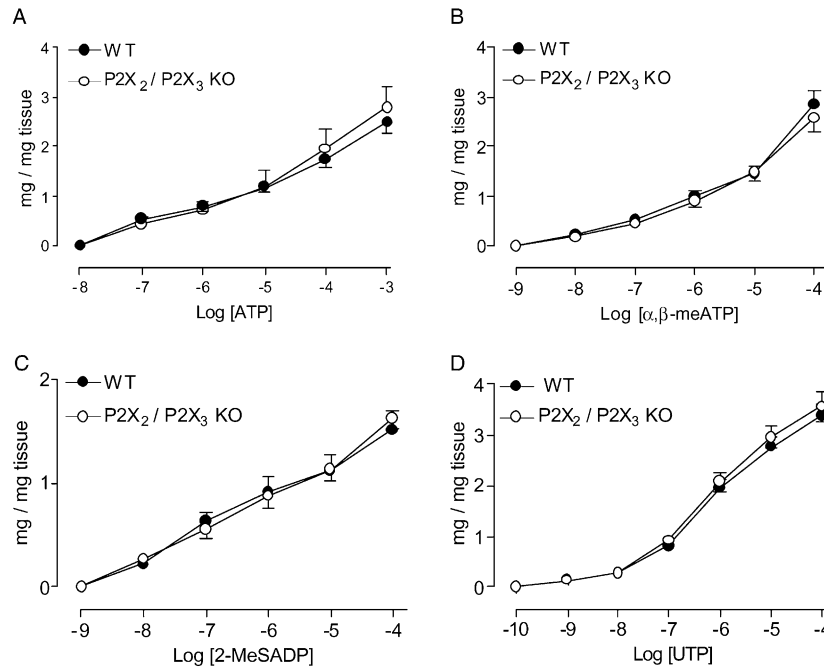 A
WT
P2X2 / P2X3 KO
mg / mg tissue
4
3
2
1
0
-8 -7 -6 -5 -4 -3
Log [ATP]
B
WT
P2X2 / P2X3 KO
mg / mg tissue
4
3
2
1
0
-9 -8 -7 -6 -5 -4
Log [α,β-meATP]
C
WT
P2X2 / P2X3 KO
mg / mg tissue
2
1
0
-9 -8 -7 -6 -5 -4
Log [2-MeSADP]
D
WT
P2X2 / P2X3 KO
mg / mg tissue
4
3
2
1
0
-10 -9 -8 -7 -6 -5 -4
Log [UTP]